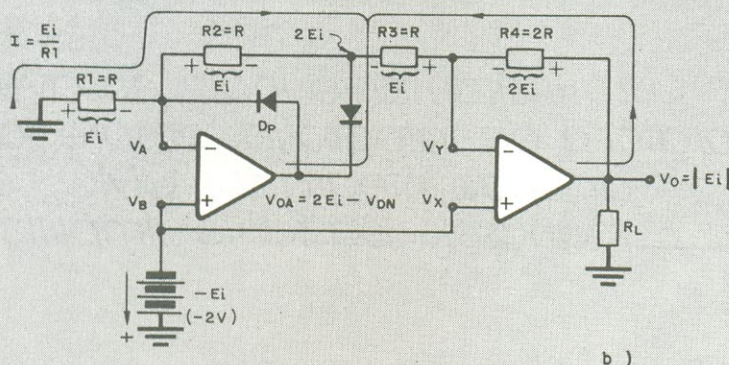 I = Ei/R1
R2 = R
2Ei
R3 = R
R4 = 2R
+ -
Ei
- +
Ei
- +
2Ei
R1 = R
+ -
Ei
DP
VA
-
VB
+
VOA = 2Ei - VDN
VY
-
VX
+
VO = |Ei|
RL
-Ei
(-2V)
+
b )